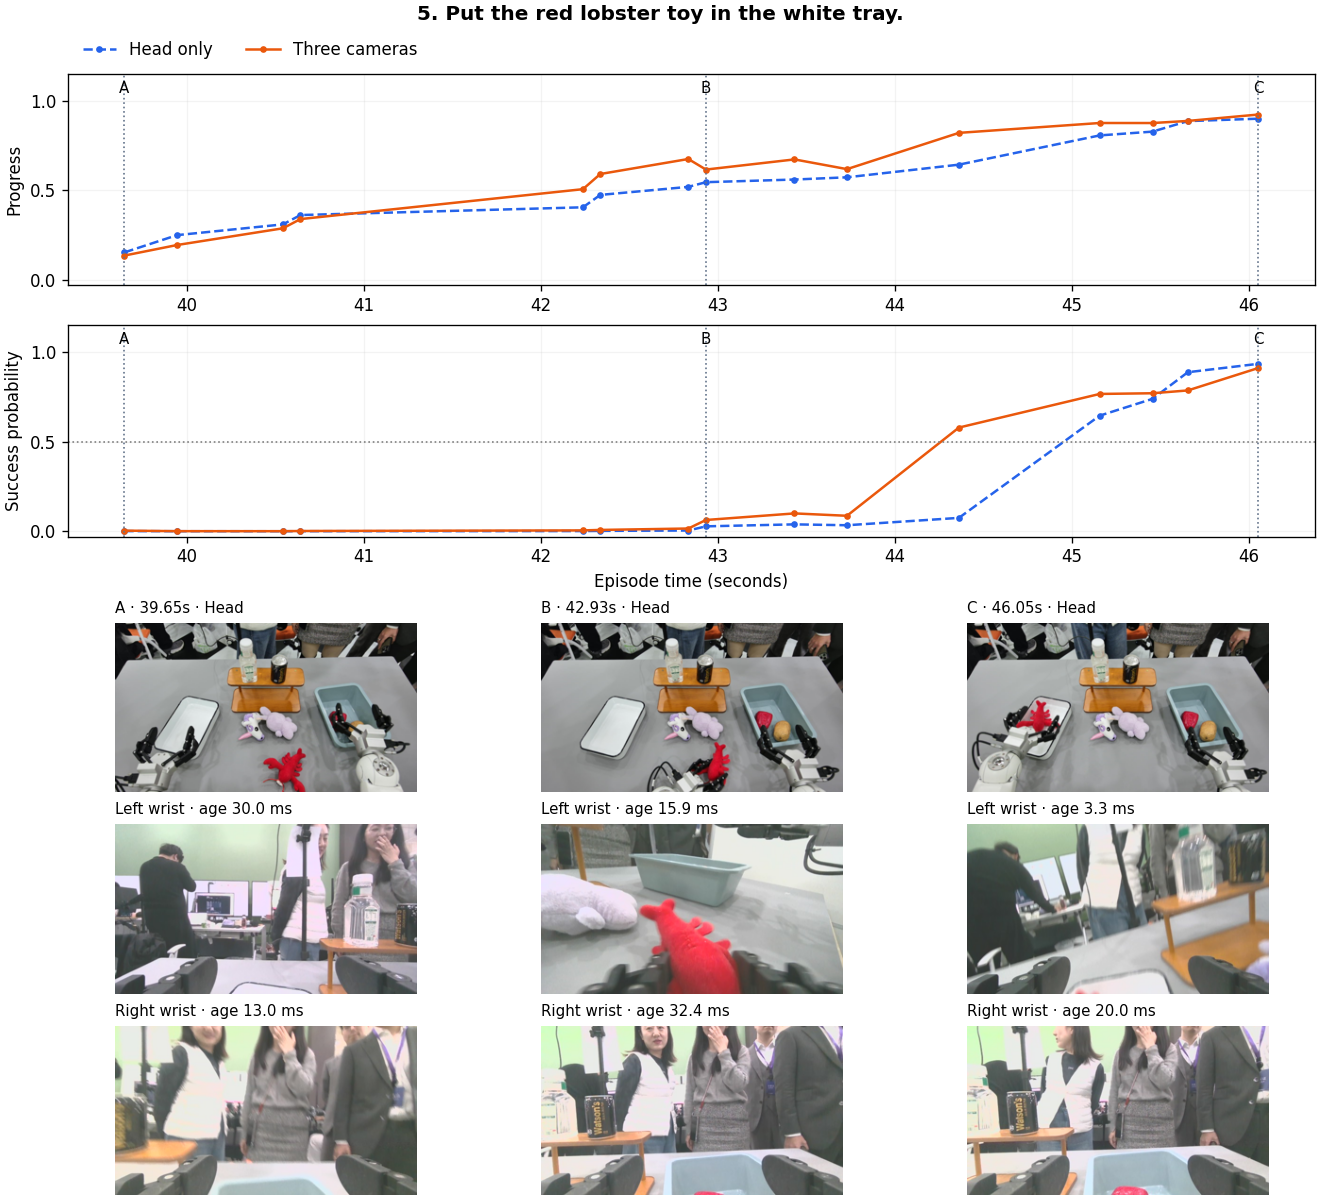 5. Put the red lobster toy in the white tray.
Head only
Three cameras
A
B
C
1.0
0.5
0.0
Progress
40
41
42
43
44
45
46
A
B
C
1.0
0.5
0.0
Success probability
40
41
42
43
44
45
46
Episode time (seconds)
A · 39.65s · Head
B · 42.93s · Head
C · 46.05s · Head
Left wrist · age 30.0 ms
Left wrist · age 15.9 ms
Left wrist · age 3.3 ms
Right wrist · age 13.0 ms
Right wrist · age 32.4 ms
Right wrist · age 20.0 ms
Watson's
Watson's